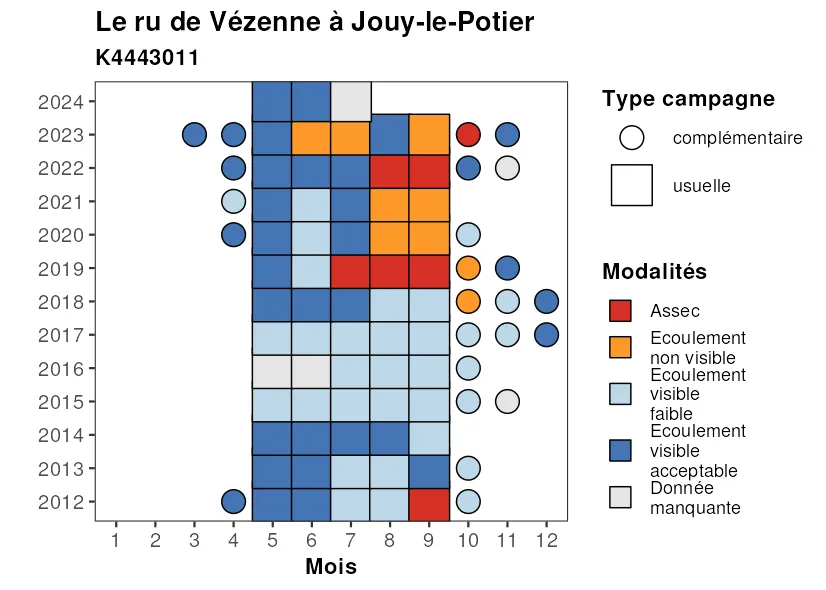 Le ru de Vézenne à Jouy-le-Potier
K4443011
2024
2023
2022
2021
2020
2019
2018
2017
2016
2015
2014
2013
2012
1 2 3 4 5 6 7 8 9 10 11 12
Mois
Type campagne
complémentaire
usuelle
Modalités
Assec
Ecoulement
non visible
Ecoulement
visible
faible
Ecoulement
visible
acceptable
Donnée
manquante